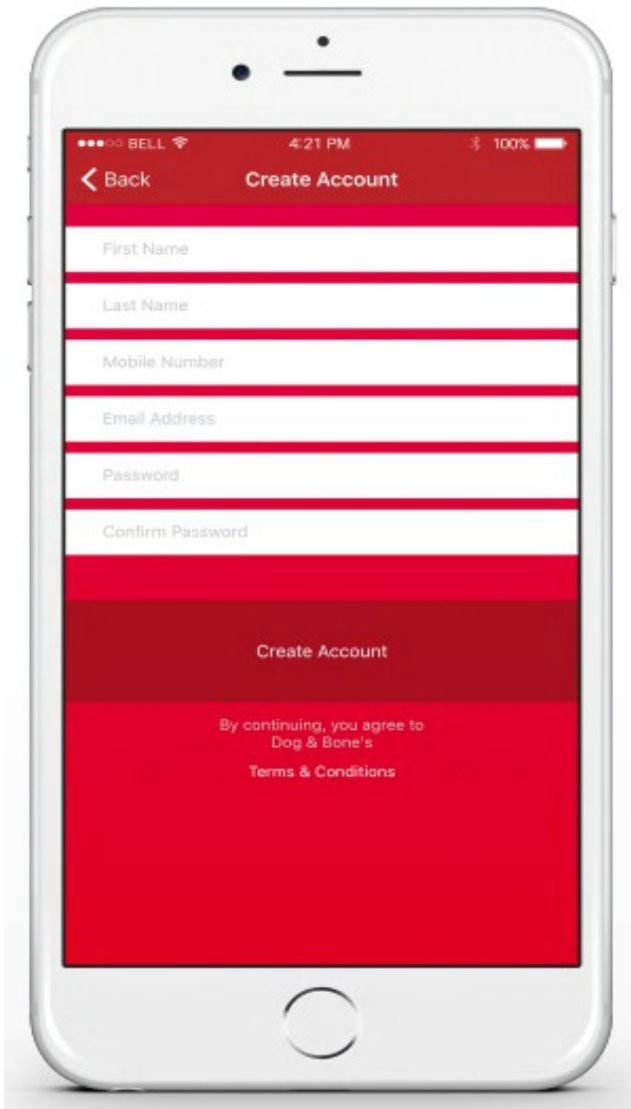 BELL 4:21 PM 100%
Back Create Account
First Name
Last Name
Mobile Number
Email Address
Password
Confirm Password
Create Account
By continuing, you agree to
Dog & Bone's
Terms & Conditions